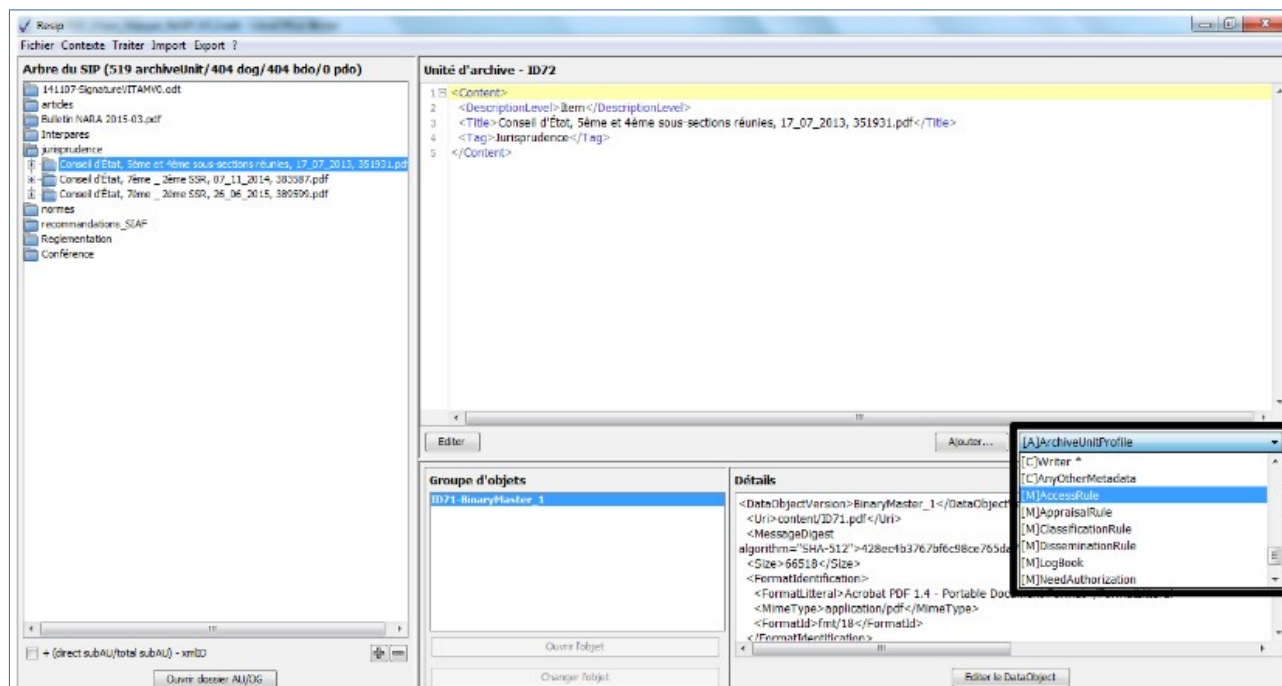 Resip
Fichier Contexte Traiter Import Export ?
Arbre du SIP (519 archiveUnit/404 dog/404 bdo/0 pdo)
141107-SignatureVITAMV0.odt
articles
Bulletin NARA 2015-03.pdf
Interpares
jurisprudence
Conseil d'État, 5ème et 4ème sous-sections réunies, 17_07_2013, 351931.pdf
Conseil d'État, 7ème _ 2ème SSR, 07_11_2014, 383587.pdf
Conseil d'État, 7ème _ 2ème SSR, 26_06_2015, 389599.pdf
normes
recommandations_SIAF
Reglementation
Conférence
+ (direct subAU/total subAU) - xmlID
Ouvrir dossier AU/OG
Unité d'archive - ID72
1 <Content>
2 <DescriptionLevel>Item</DescriptionLevel>
3 <Title>Conseil d'État, 5ème et 4ème sous-sections réunies, 17_07_2013, 351931.pdf</Title>
4 <Tag>Jurisprudence</Tag>
5 </Content>
Editer
Ajouter...
[A]ArchiveUnitProfile
[C]Writer *
[C]AnyOtherMetadata
[M]AccessRule
[M]AppraisalRule
[M]ClassificationRule
[M]DisseminationRule
[M]LogBook
[M]NeedAuthorization
Groupe d'objets
ID71-BinaryMaster_1
Ouvrir l'objet
Changer l'objet
Détails
<DataObjectVersion>BinaryMaster_1</DataObject
<Uri>content/ID71.pdf</Uri>
<MessageDigest
algorithm="SHA-512">428ec4b3767bf6c98ce765da
<Size>66518</Size>
<FormatIdentification>
<FormatLitteral>Acrobat PDF 1.4 - Portable Document Format</FormatLitteral>
<MimeType>application/pdf</MimeType>
<FormatId>fmt/18</FormatId>
</FormatIdentification>
Editer le DataObject